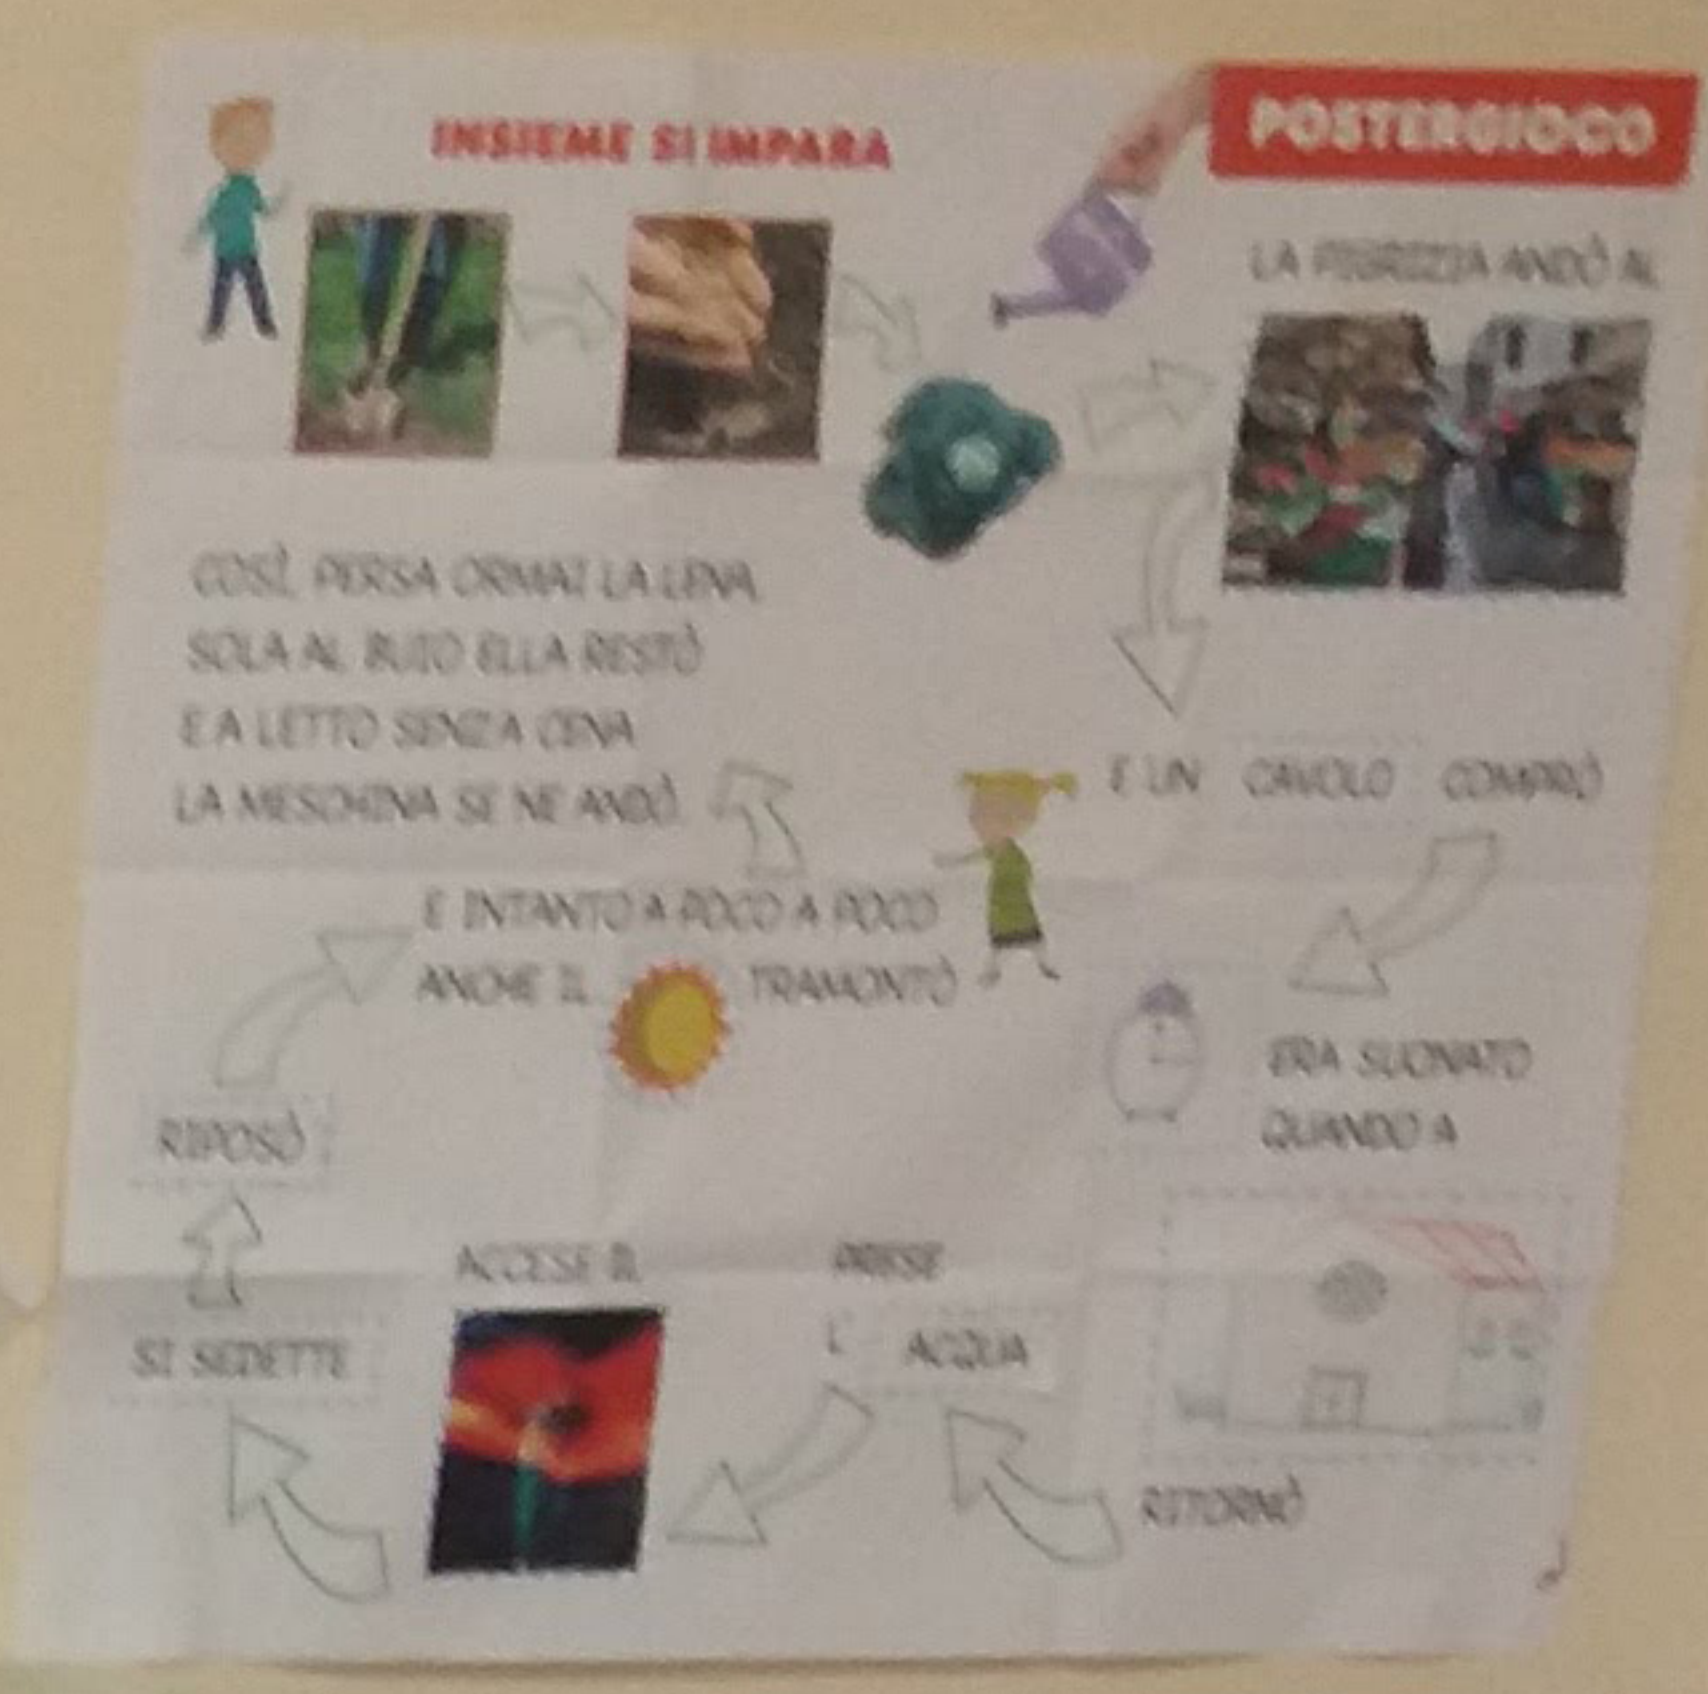 INSIEME SI IMPARA
POSTERGIOCO
LA PIGRIZIA ANDÒ AL
E UN CAVOLO COMPRÒ
ERA SUONATO
QUANDO A
RITORNÒ
PRESE
L' ACQUA
ACCESE IL
SI SEDETTE
RIPOSÒ
E INTANTO A POCO A POCO
ANCHE IL TRAMONTÒ
COSÌ, PERSA ORMAI LA LENA
SOLA AL BUIO ELLA RESTÒ
E A LETTO SENZA CENA
LA MESCHINA SE NE ANDÒ